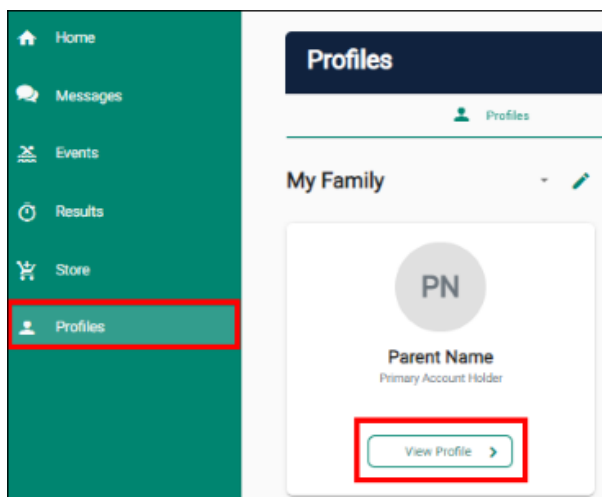 Home
Messages
Events
Results
Store
Profiles
Profiles
Profiles
My Family
PN
Parent Name
Primary Account Holder
View Profile